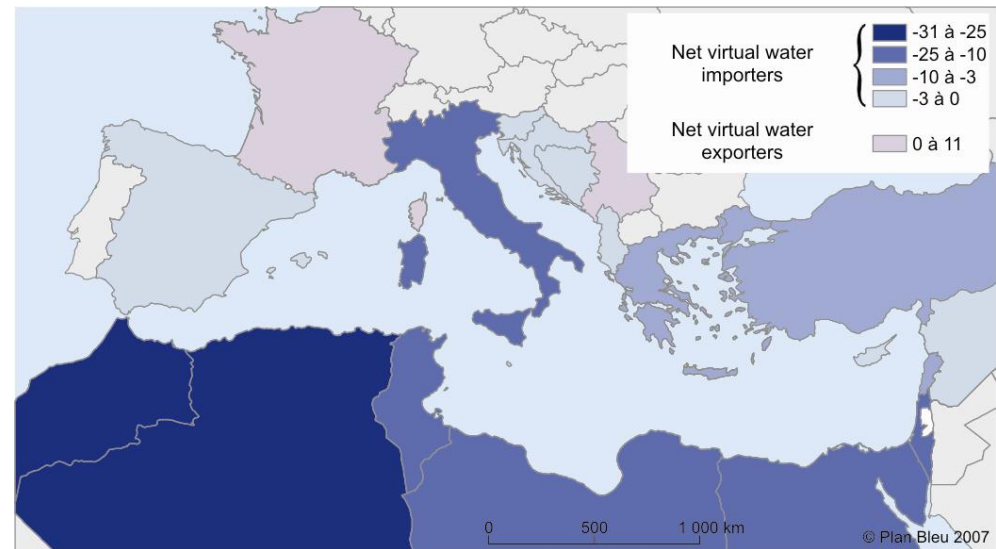 Net virtual water
importers
-31 à -25
-25 à -10
-10 à -3
-3 à 0
Net virtual water
exporters
0 à 11
0 500 1 000 km
© Plan Bleu 2007